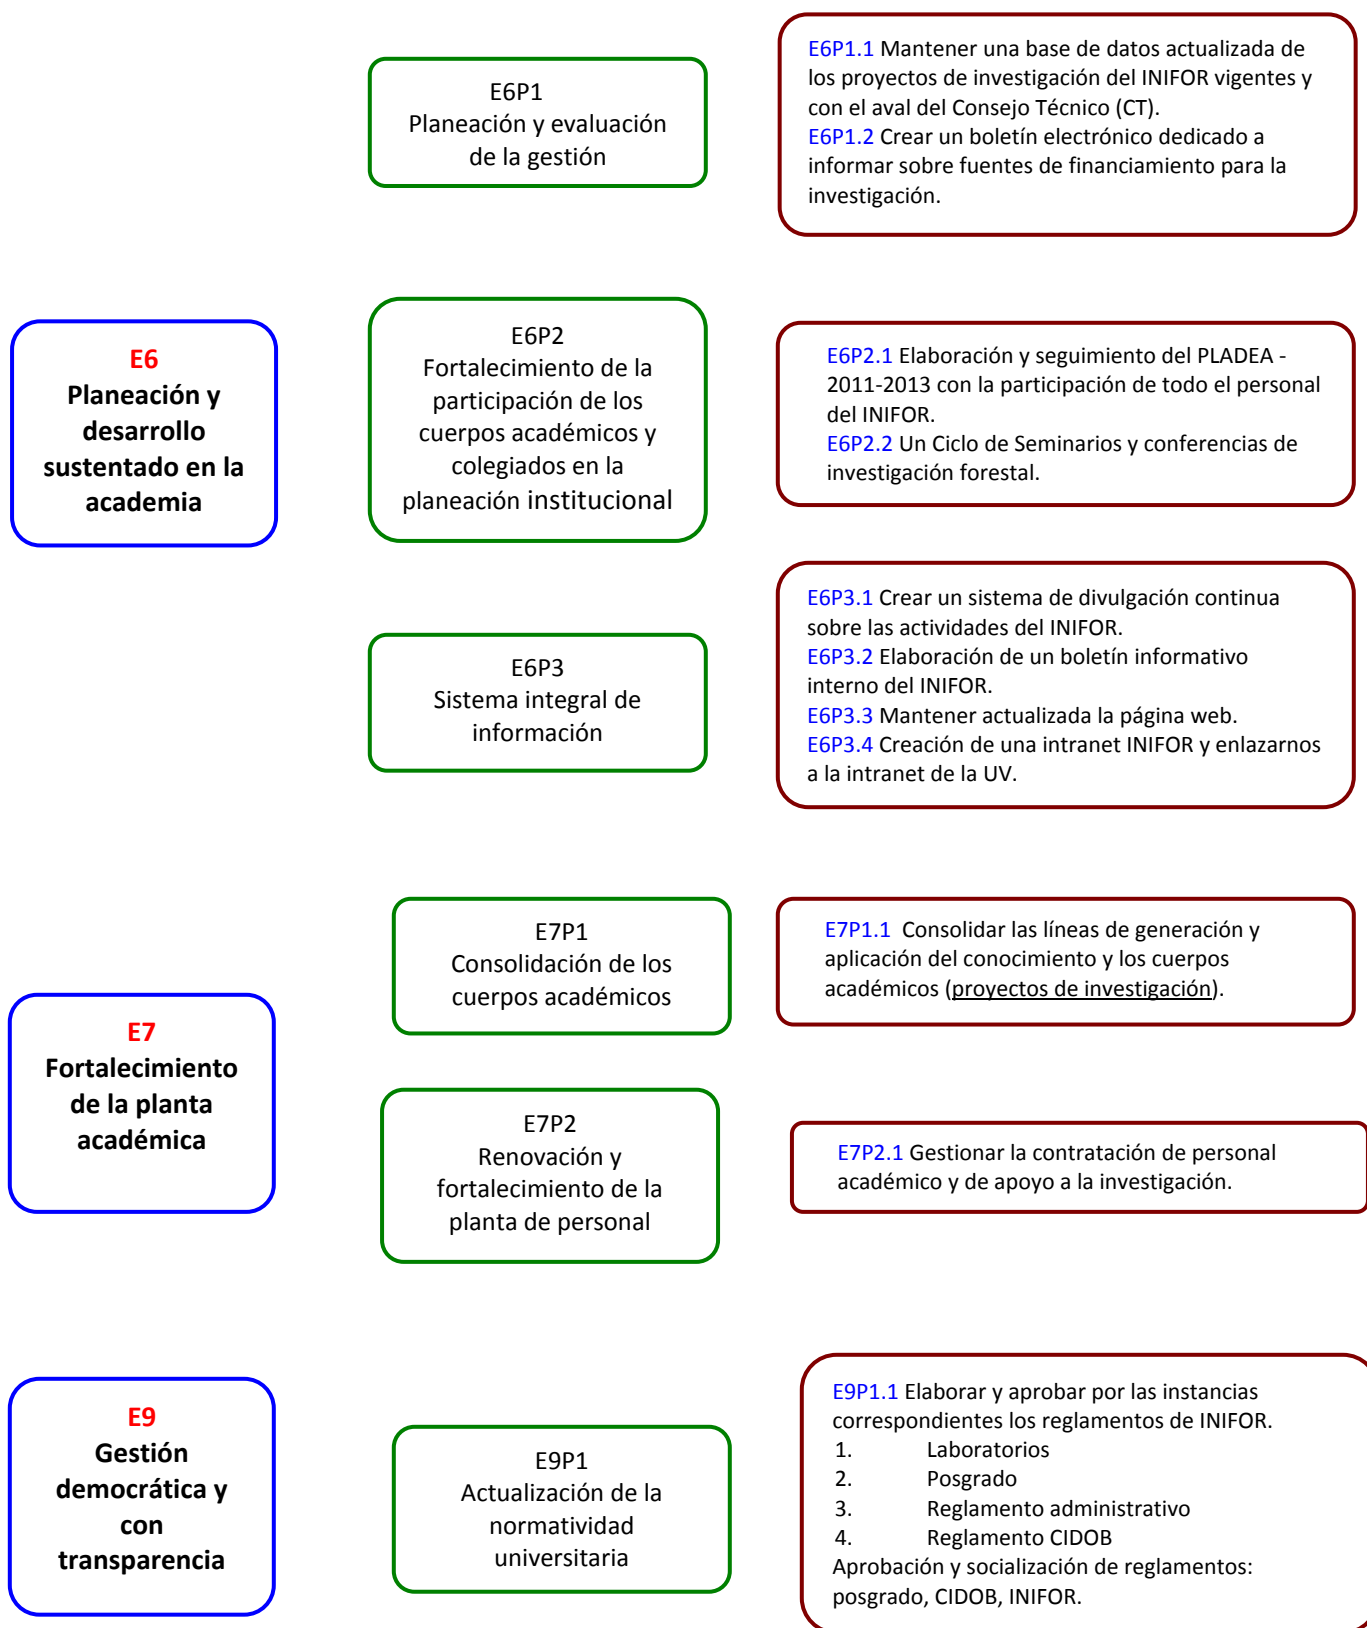 E6P1
Planeación y evaluación
de la gestión
E6P1.1 Mantener una base de datos actualizada de
los proyectos de investigación del INIFOR vigentes y
con el aval del Consejo Técnico (CT).
E6P1.2 Crear un boletín electrónico dedicado a
informar sobre fuentes de financiamiento para la
investigación.
E6
Planeación y
desarrollo
sustentado en la
academia
E6P2
Fortalecimiento de la
participación de los
cuerpos académicos y
colegiados en la
planeación institucional
E6P2.1 Elaboración y seguimiento del PLADEA -
2011-2013 con la participación de todo el personal
del INIFOR.
E6P2.2 Un Ciclo de Seminarios y conferencias de
investigación forestal.
E6P3
Sistema integral de
información
E6P3.1 Crear un sistema de divulgación continua
sobre las actividades del INIFOR.
E6P3.2 Elaboración de un boletín informativo
interno del INIFOR.
E6P3.3 Mantener actualizada la página web.
E6P3.4 Creación de una intranet INIFOR y enlazarnos
a la intranet de la UV.
E7
Fortalecimiento
de la planta
académica
E7P1
Consolidación de los
cuerpos académicos
E7P1.1 Consolidar las líneas de generación y
aplicación del conocimiento y los cuerpos
académicos (proyectos de investigación).
E7P2
Renovación y
fortalecimiento de la
planta de personal
E7P2.1 Gestionar la contratación de personal
académico y de apoyo a la investigación.
E9
Gestión
democrática y
con
transparencia
E9P1
Actualización de la
normatividad
universitaria
E9P1.1 Elaborar y aprobar por las instancias
correspondientes los reglamentos de INIFOR.
1. Laboratorios
2. Posgrado
3. Reglamento administrativo
4. Reglamento CIDOB
Aprobación y socialización de reglamentos:
posgrado, CIDOB, INIFOR.